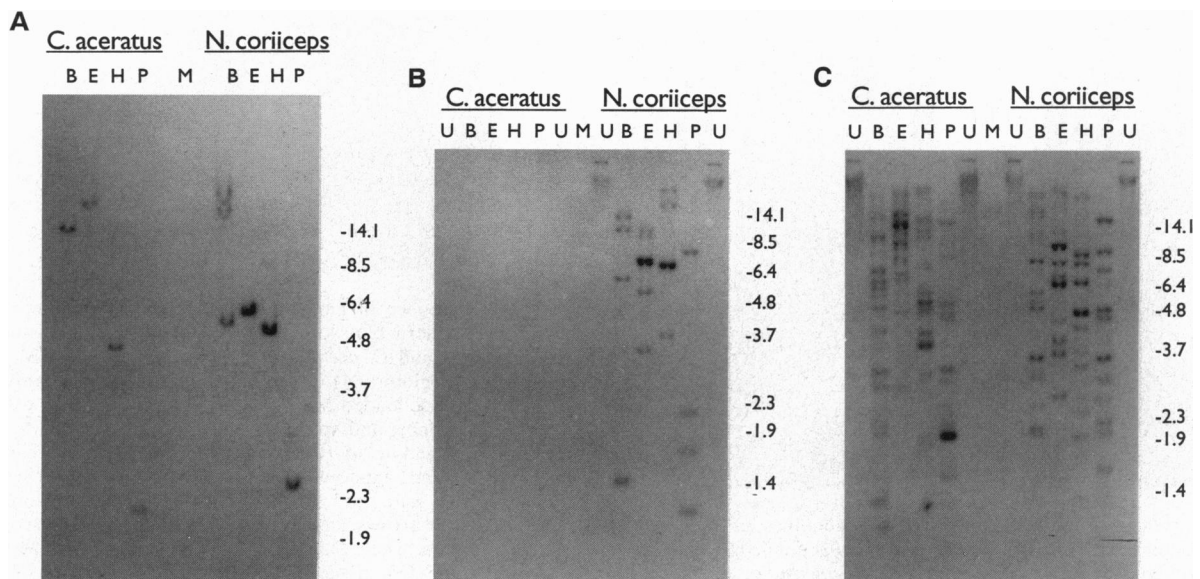 A
C. aceratus N. coriiceps
B E H P M B E H P
-14.1
-8.5
-6.4
-4.8
-3.7
-2.3
-1.9
B
C. aceratus N. coriiceps
U B E H P U M U B E H P U
-14.1
-8.5
-6.4
-4.8
-3.7
-2.3
-1.9
-1.4
C
C. aceratus N. coriiceps
U B E H P U M U B E H P U
-14.1
-8.5
-6.4
-4.8
-3.7
-2.3
-1.9
-1.4